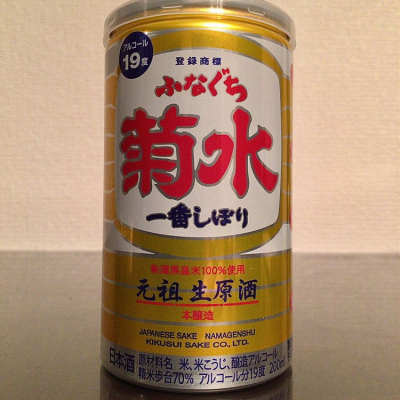 アルコール
19度
登録商標
ふなぐち
菊水
一番しぼり
新潟県産米100%使用
元祖 生原酒
本醸造
JAPANESE SAKE NAMAGENSHU
KIKUSUI SAKE CO., LTD.
日本酒
原材料名 米、米こうじ、醸造アルコール
精米歩合70% アルコール分19度 200ml